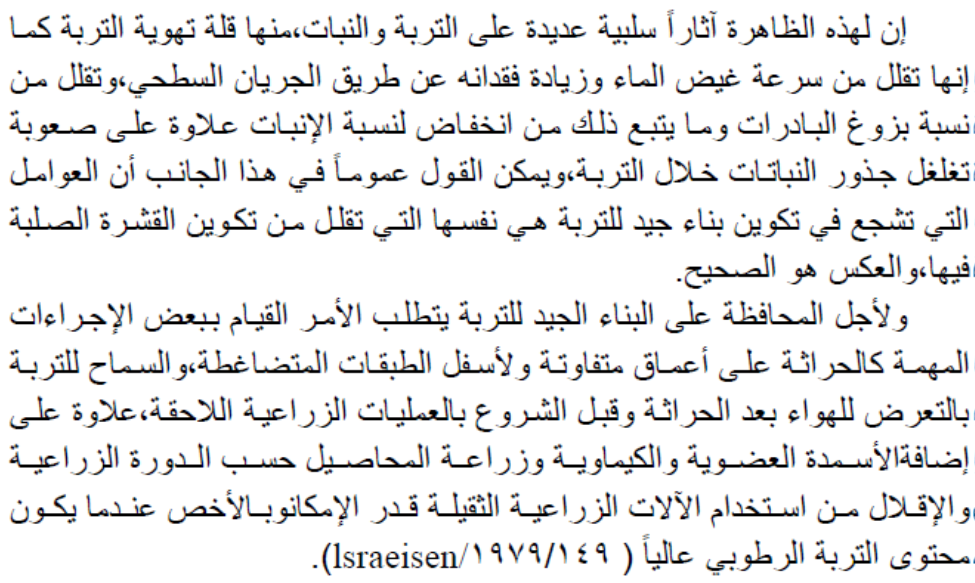 إن لهذه الظاهرة آثاراً سلبية عديدة على التربة والنبات،منها قلة تهوية التربة كما
إنها تقلل من سرعة غيض الماء وزيادة فقدانه عن طريق الجريان السطحي،وتقلل من
نسبة بزوغ البادرات وما يتبع ذلك من انخفاض لنسبة الإنبات علاوة على صعوبة
تغلغل جذور النباتات خلال التربة،ويمكن القول عموماً في هذا الجانب أن العوامل
التي تشجع في تكوين بناء جيد للتربة هي نفسها التي تقلل من تكوين القشرة الصلبة
فيها،والعكس هو الصحيح.
ولأجل المحافظة على البناء الجيد للتربة يتطلب الأمر القيام ببعض الإجراءات
المهمة كالحراثة على أعماق متفاوتة ولأسفل الطبقات المتضاغطة،والسماح للتربة
بالتعرض للهواء بعد الحراثة وقبل الشروع بالعمليات الزراعية اللاحقة،علاوة على
إضافةالأسمدة العضوية والكيماوية وزراعة المحاصيل حسب الدورة الزراعية
والإقلال من استخدام الآلات الزراعية الثقيلة قدر الإمكانوبالأخص عندما يكون
محتوى التربة الرطوبي عالياً ( ١٩٧٩/١٤٩/Israeisen).